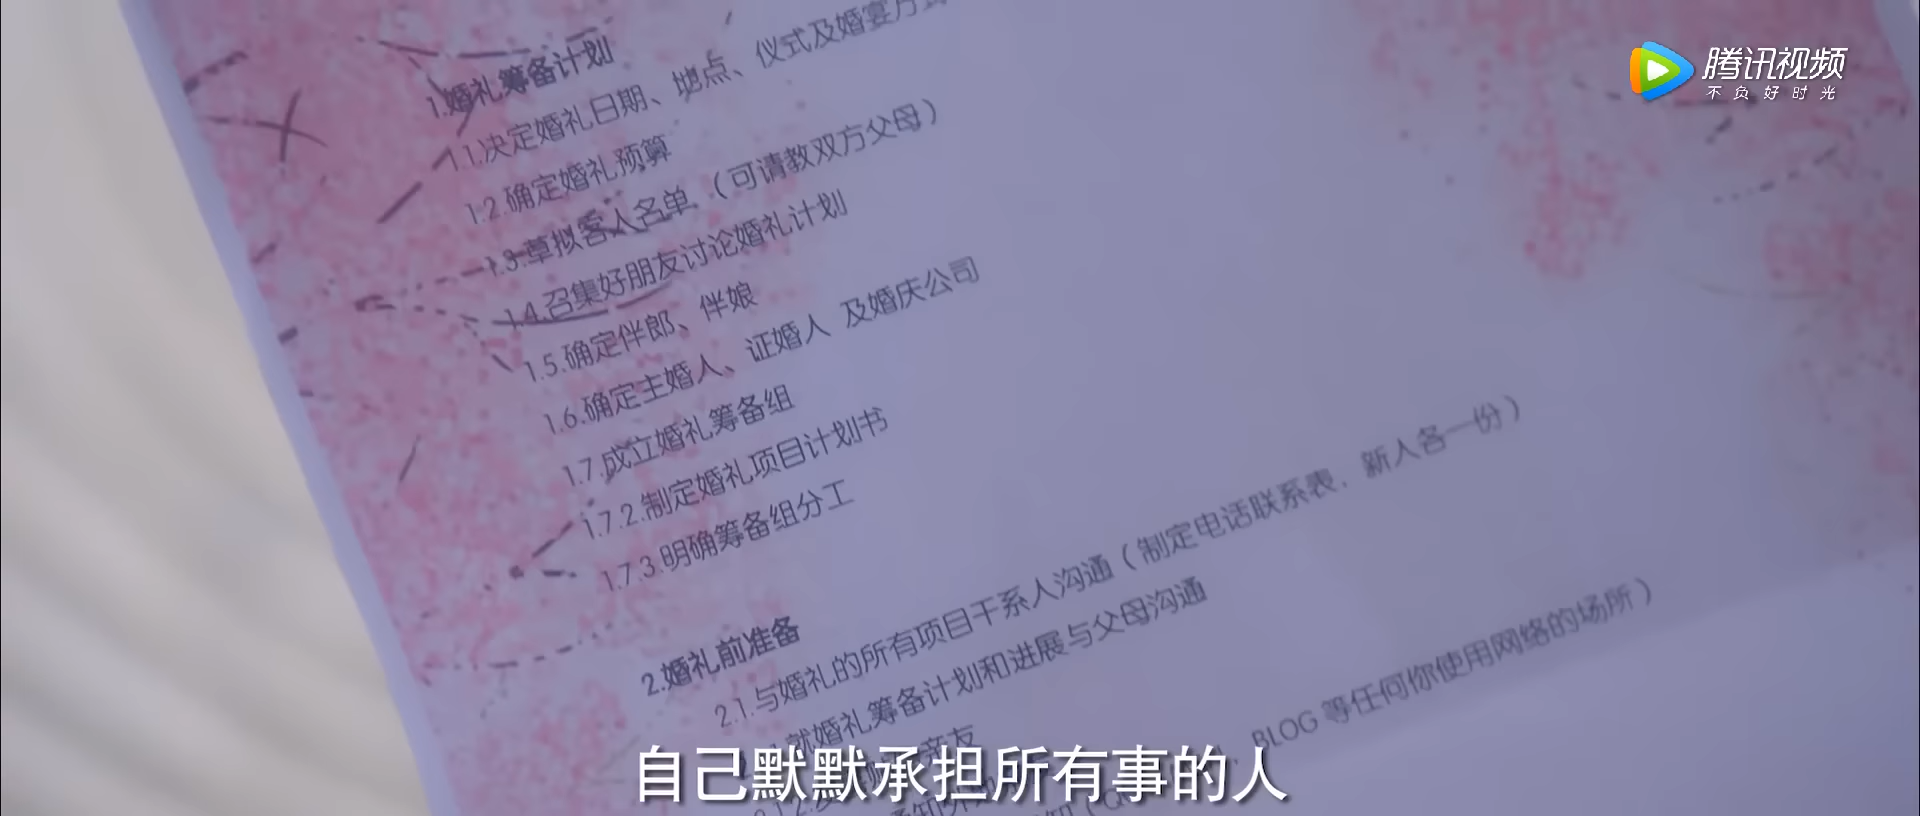 腾讯视频
不负好时光
1.婚礼筹备计划
1.1.决定婚礼日期、地点、仪式及婚宴方式
1.2.确定婚礼预算
1.3.草拟客人名单（可请教双方父母）
1.4.召集好朋友讨论婚礼计划
1.5.确定伴郎、伴娘
1.6.确定主婚人、证婚人 及婚庆公司
1.7.成立婚礼筹备组
1.7.2.制定婚礼项目计划书
1.7.3.明确筹备组分工
2.婚礼前准备
2.1.与婚礼的所有项目干系人沟通（制定电话联系表，新人各一份）
就婚礼筹备计划和进展与父母沟通
亲友
BLOG 等任何你使用网络的场所）
自己默默承担所有事的人